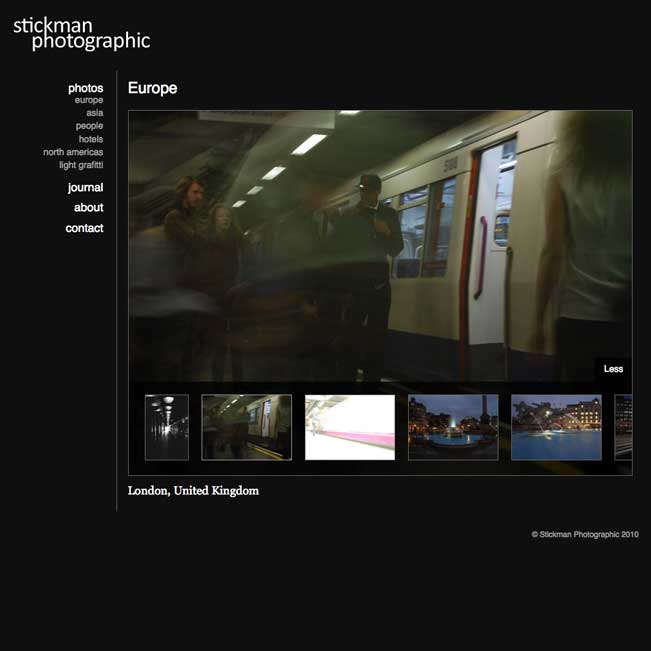 stickman
photographic
photos
europe
asia
people
hotels
north americas
light grafitti
journal
about
contact
Europe
Less
London, United Kingdom
© Stickman Photographic 2010